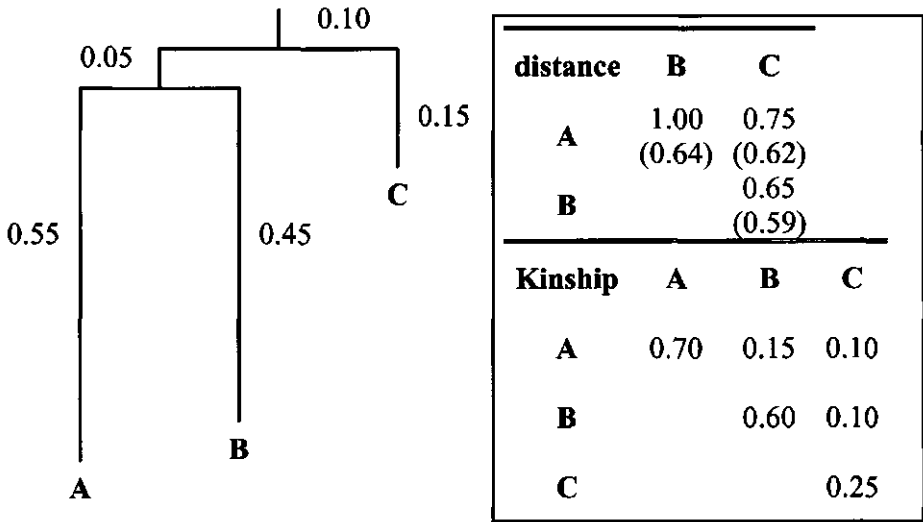 0.10
0.05
0.15
C
0.55
0.45
B
A
distance B C
A 1.00 0.75
(0.64) (0.62)
B 0.65
(0.59)
Kinship A B C
A 0.70 0.15 0.10
B 0.60 0.10
C 0.25